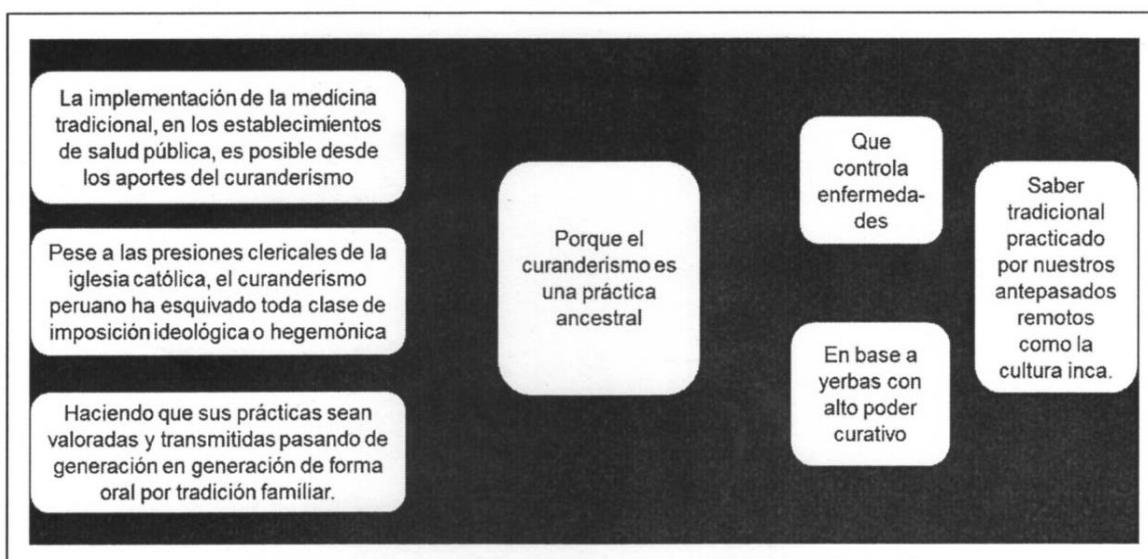 La implementación de la medicina
tradicional, en los establecimientos
de salud pública, es posible desde
los aportes del curanderismo
Pese a las presiones clericales de la
iglesia católica, el curanderismo
peruano ha esquivado toda clase de
imposición ideológica o hegemónica
Haciendo que sus prácticas sean
valoradas y transmitidas pasando de
generación en generación de forma
oral por tradición familiar.
Porque el
curanderismo es
una práctica
ancestral
Que
controla
enfermeda-
des
En base a
yerbas con
alto poder
curativo
Saber
tradicional
practicado
por nuestros
antepasados
remotos
como la
cultura inca.